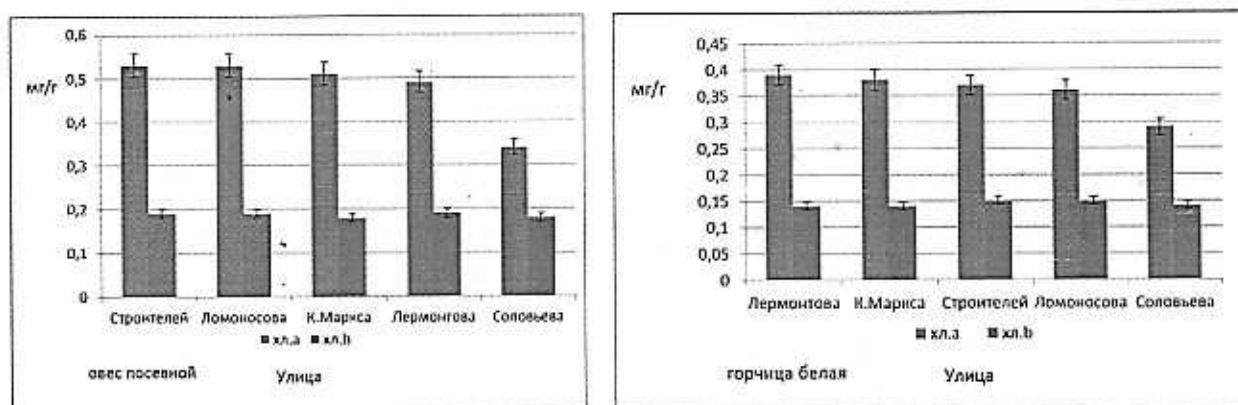 0,6
0,5
мг/г
0,4
0,3
0,2
0,1
0
Строителей Ломоносова К.Маркса Лермонтова Соловьева
хл.a хл.b
овес посевной Улица
0,45
0,4
мг/г
0,35
0,3
0,25
0,2
0,15
0,1
0,05
0
Лермонтова К.Маркса Строителей Ломоносова Соловьева
хл.a хл.b
горчица белая Улица